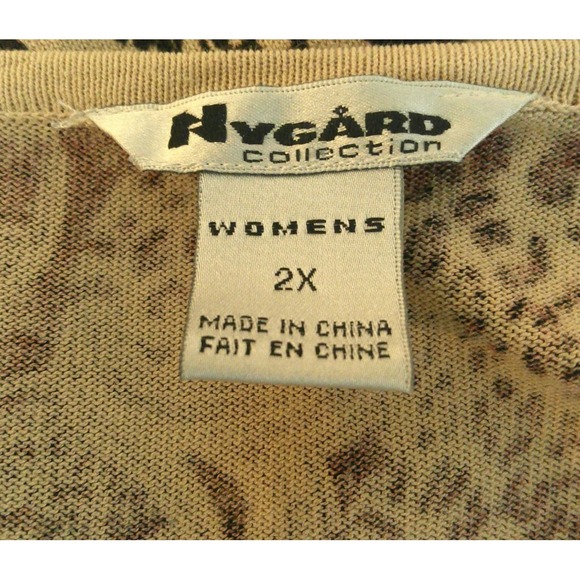 NYGÅRD
collection
WOMENS
2X
MADE IN CHINA
FAIT EN CHINE